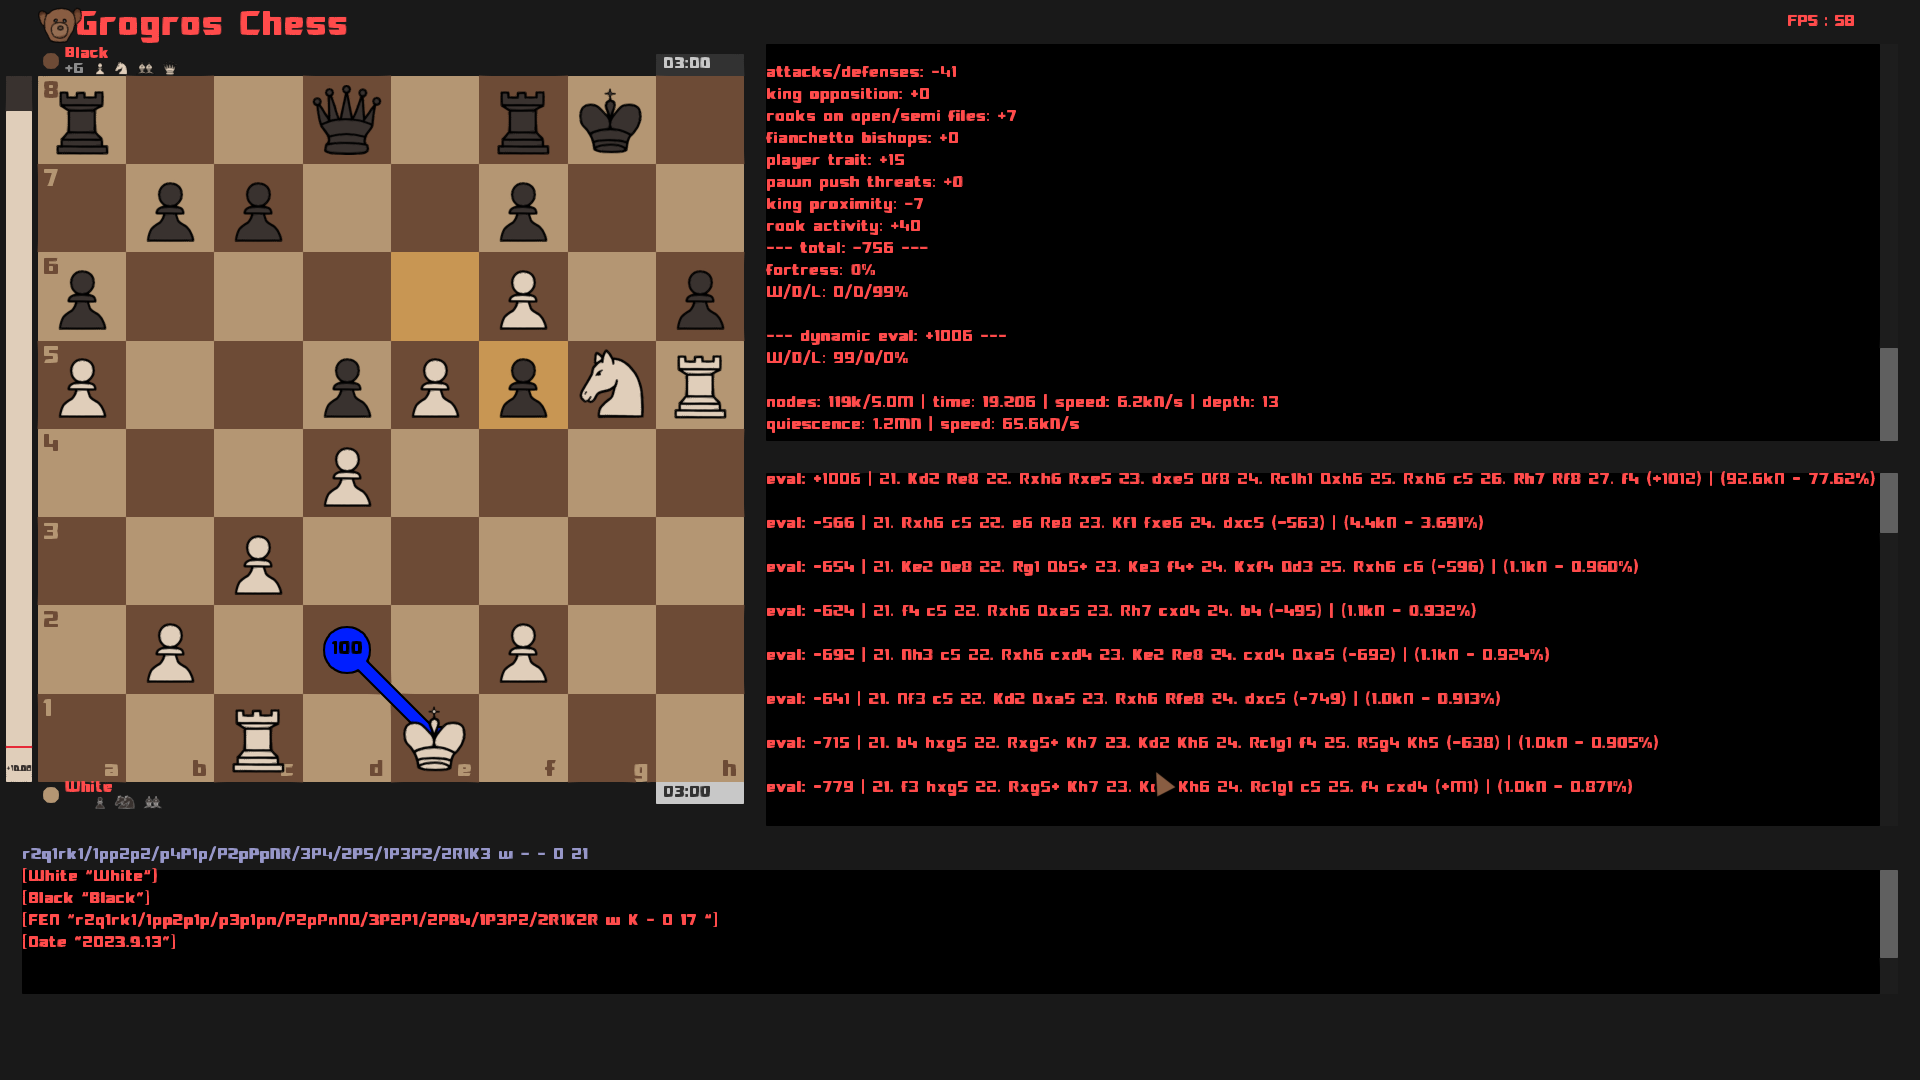 Grogros Chess
FPS : 58
Black
+6
03:00
8
7
6
5
4
3
2
1
100
a b c d e f g h
+10.06
White
03:00
attacks/defenses: -41
king opposition: +0
rooks on open/semi files: +7
fianchetto bishops: +0
player trait: +15
pawn push threats: +0
king proximity: -7
rook activity: +40
--- total: -756 ---
fortress: 0%
W/D/L: 0/0/99%
--- dynamic eval: +1006 ---
W/D/L: 99/0/0%
nodes: 119k/5.0M | time: 19.206 | speed: 6.2kN/s | depth: 13
quiescence: 1.2MN | speed: 65.6kN/s
eval: +1006 | 21. Kd2 Re8 22. Rxh6 Rxe5 23. dxe5 Qf8 24. Rc1h1 Qxh6 25. Rxh6 c5 26. Rh7 Rf8 27. f4 (+1012) | (92.6kN - 77.62%)
eval: -566 | 21. Rxh6 c5 22. e6 Re8 23. Kf1 fxe6 24. dxc5 (-563) | (4.4kN - 3.691%)
eval: -654 | 21. Ke2 Qe8 22. Rg1 Qb5+ 23. Ke3 f4+ 24. Kxf4 Qd3 25. Rxh6 c6 (-596) | (1.1kN - 0.960%)
eval: -624 | 21. f4 c5 22. Rxh6 Qxa5 23. Rh7 cxd4 24. b4 (-495) | (1.1kN - 0.932%)
eval: -692 | 21. Nh3 c5 22. Rxh6 cxd4 23. Ke2 Re8 24. cxd4 Qxa5 (-692) | (1.1kN - 0.924%)
eval: -641 | 21. Nf3 c5 22. Kd2 Qxa5 23. Rxh6 Rfe8 24. dxc5 (-749) | (1.0kN - 0.913%)
eval: -715 | 21. b4 hxg5 22. Rxg5+ Kh7 23. Kd2 Kh6 24. Rc1g1 f4 25. R5g4 Kh5 (-638) | (1.0kN - 0.905%)
eval: -779 | 21. f3 hxg5 22. Rxg5+ Kh7 23. Kh6 24. Rc1g1 c5 25. f4 cxd4 (+M1) | (1.0kN - 0.871%)
r2q1rk1/1pp2p2/p4P1p/P2pPpNR/3P4/2P5/1P3P2/2R1K3 w - - 0 21
[White "White"]
[Black "Black"]
[FEN "r2q1rk1/1pp2p1p/p3p1pn/P2pPnNQ/3P2P1/2PB4/1P3P2/2R1K2R w K - 0 17 "]
[Date "2023.9.13"]